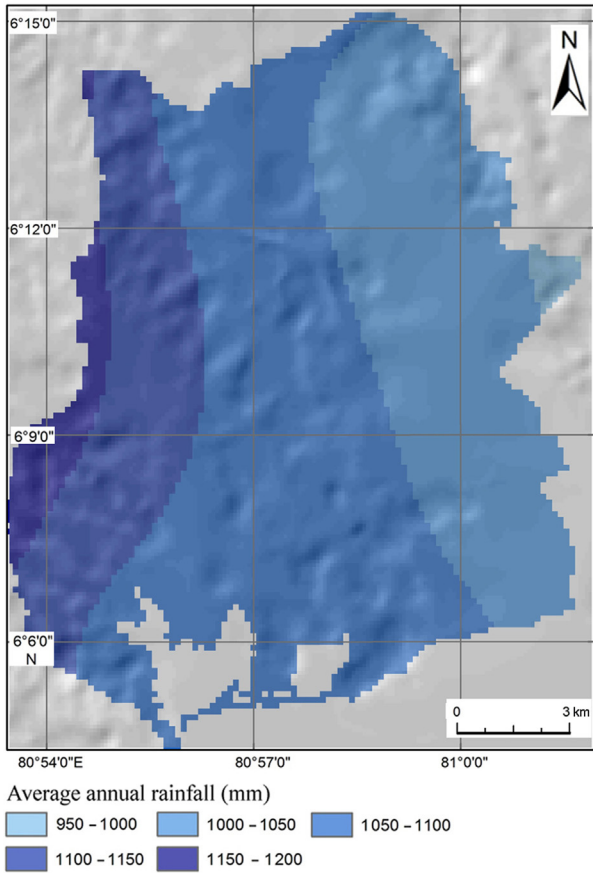 6°15'0"
N
6°12'0"
6°9'0"
6°6'0"
N
0 3 km
80°54'0"E 80°57'0" 81°0'0"
Average annual rainfall (mm)
950 – 1000 1000 – 1050 1050 – 1100
1100 – 1150 1150 – 1200